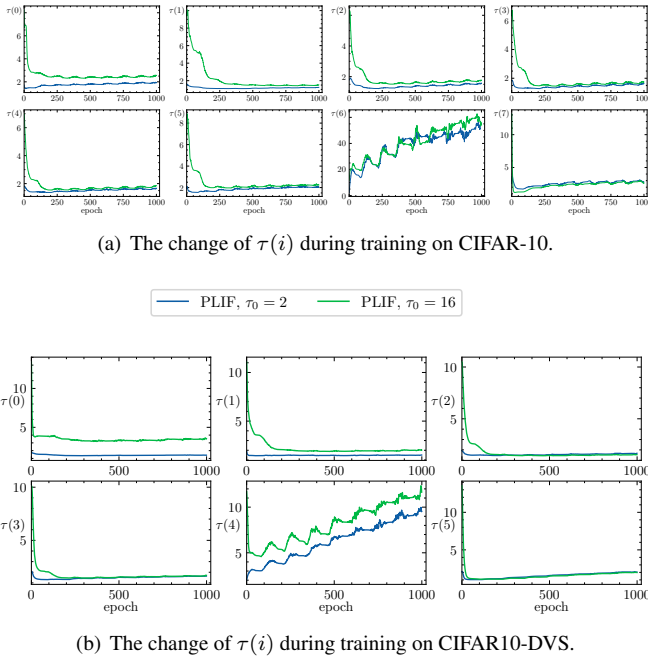 τ(0) 6 4 2 0 250 500 750 1000
τ(1) 10 8 6 4 2 0 250 500 750 1000
τ(2) 6 4 2 0 250 500 750 1000
τ(3) 6 4 2 0 250 500 750 1000
τ(4) 6 4 2 0 250 500 750 1000
τ(5) 8 6 4 2 0 250 500 750 1000
τ(6) 60 40 20 0 0 250 500 750 1000
τ(7) 10 5 0 250 500 750 1000
epoch epoch epoch epoch
(a) The change of τ(i) during training on CIFAR-10.
PLIF, τ₀ = 2 PLIF, τ₀ = 16
τ(0) 10 5 0 500 1000
τ(1) 10 5 0 500 1000
τ(2) 10 5 0 500 1000
τ(3) 10 5 0 500 1000
τ(4) 10 5 0 500 1000
τ(5) 10 5 0 500 1000
epoch epoch epoch
(b) The change of τ(i) during training on CIFAR10-DVS.